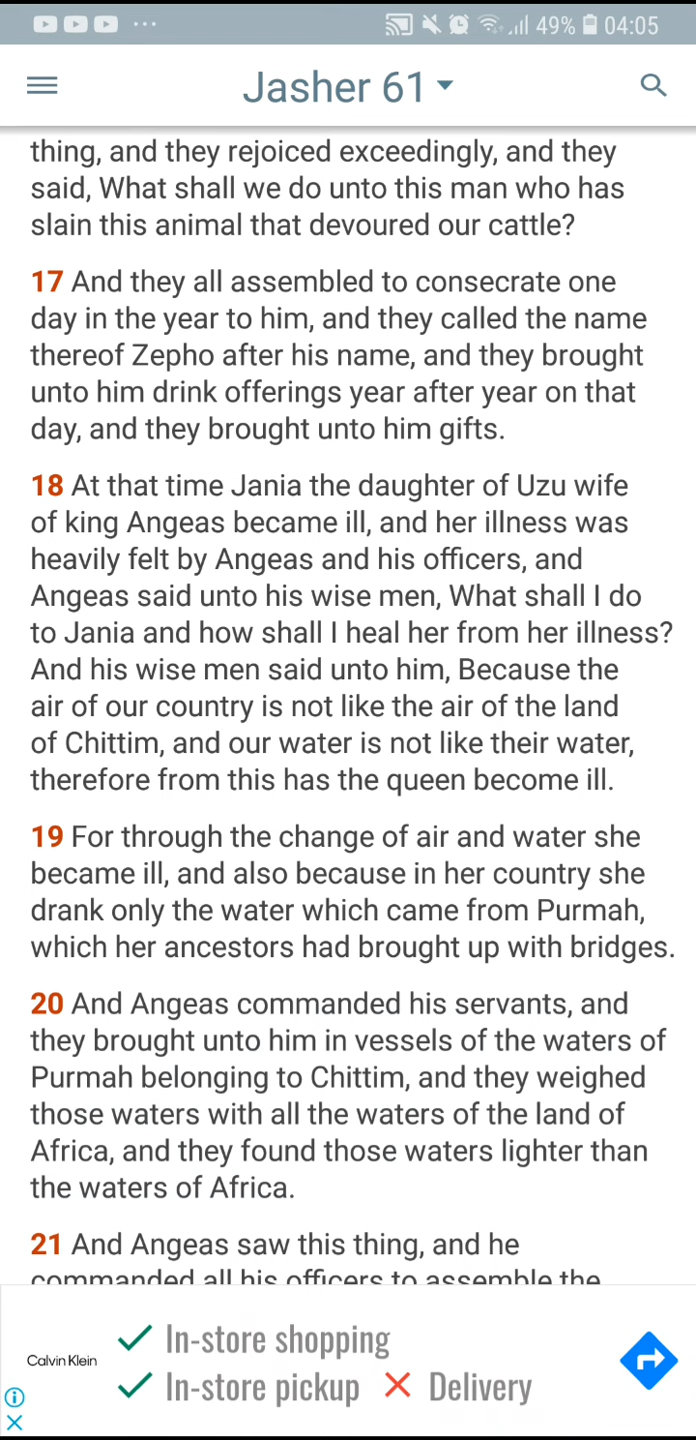 49% 04:05
Jasher 61
thing, and they rejoiced exceedingly, and they
said, What shall we do unto this man who has
slain this animal that devoured our cattle?
17 And they all assembled to consecrate one
day in the year to him, and they called the name
thereof Zepho after his name, and they brought
unto him drink offerings year after year on that
day, and they brought unto him gifts.
18 At that time Jania the daughter of Uzu wife
of king Angeas became ill, and her illness was
heavily felt by Angeas and his officers, and
Angeas said unto his wise men, What shall I do
to Jania and how shall I heal her from her illness?
And his wise men said unto him, Because the
air of our country is not like the air of the land
of Chittim, and our water is not like their water,
therefore from this has the queen become ill.
19 For through the change of air and water she
became ill, and also because in her country she
drank only the water which came from Purmah,
which her ancestors had brought up with bridges.
20 And Angeas commanded his servants, and
they brought unto him in vessels of the waters of
Purmah belonging to Chittim, and they weighed
those waters with all the waters of the land of
Africa, and they found those waters lighter than
the waters of Africa.
21 And Angeas saw this thing, and he
commanded all his officers to assemble the
Calvin Klein
In-store shopping
In-store pickup Delivery